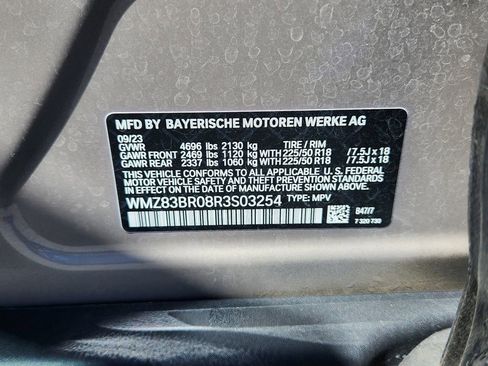 MFD BY BAYERISCHE MOTOREN WERKE AG
09/23
GVWR 4696 lbs 2130 kg TIRE / RIM
GAWR FRONT 2469 lbs 1120 kg WITH 225/50 R18 /7.5J x 18
GAWR REAR 2337 lbs 1060 kg WITH 225/50 R18 /7.5J x 18
THIS VEHICLE CONFORMS TO ALL APPLICABLE U. S. FEDERAL
MOTOR VEHICLE SAFETY, BUMPER, AND THEFT PREVENTION
STANDARDS IN EFFECT ON THE DATE OF MANUFACTURE SHOWN ABOVE.
WMZ83BR08R3S03254 TYPE: MPV 847/7
7 320 730